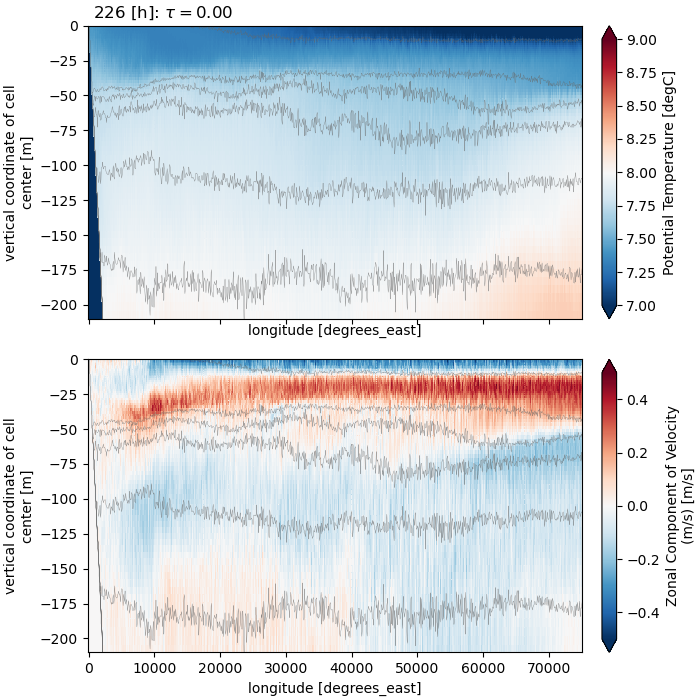 226 [h]: τ = 0.00
0
−25
−50
−75
−100
−125
−150
−175
−200
vertical coordinate of cell
center [m]
longitude [degrees_east]
9.00
8.75
8.50
8.25
8.00
7.75
7.50
7.25
7.00
Potential Temperature [degC]
0
−25
−50
−75
−100
−125
−150
−175
−200
vertical coordinate of cell
center [m]
0 10000 20000 30000 40000 50000 60000 70000
longitude [degrees_east]
0.4
0.2
0.0
−0.2
−0.4
Zonal Component of Velocity
(m/s) [m/s]